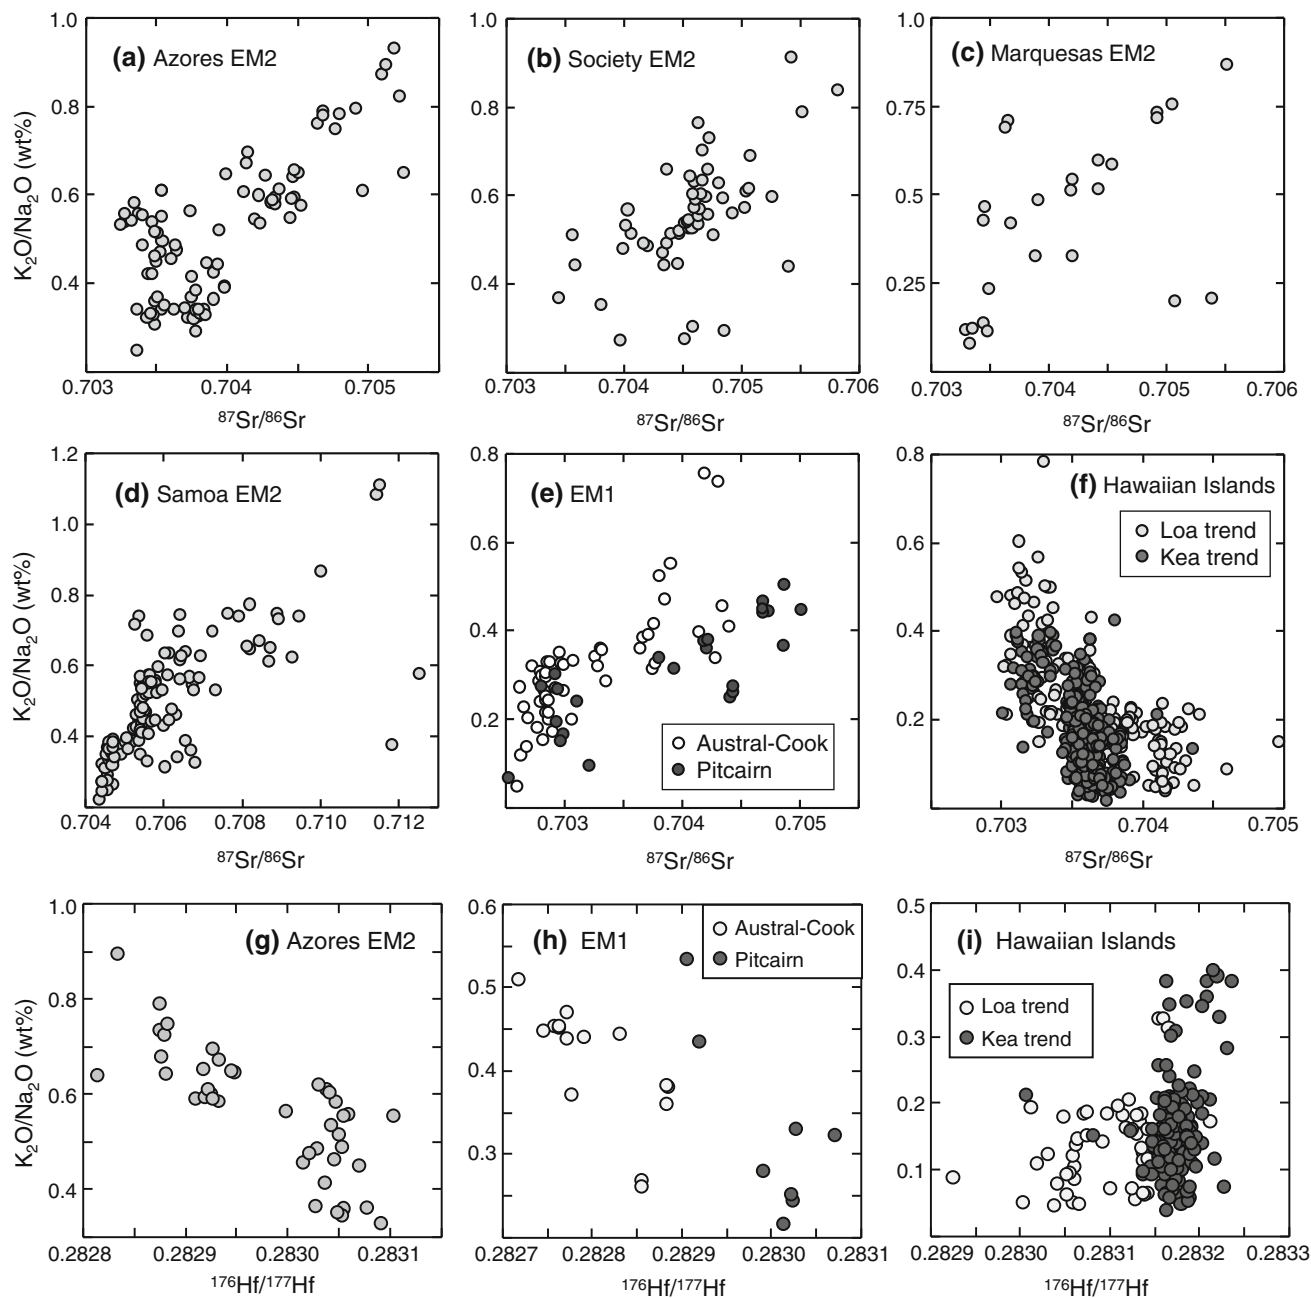 (a) Azores EM2
K₂O/Na₂O (wt%)
1.0
0.8
0.6
0.4
0.703
0.704
0.705
⁸⁷Sr/⁸⁶Sr
(b) Society EM2
1.0
0.8
0.6
0.4
0.703
0.704
0.705
0.706
⁸⁷Sr/⁸⁶Sr
(c) Marquesas EM2
1.0
0.75
0.5
0.25
0.703
0.704
0.705
0.706
⁸⁷Sr/⁸⁶Sr
(d) Samoa EM2
K₂O/Na₂O (wt%)
1.2
1.0
0.8
0.6
0.4
0.704
0.706
0.708
0.710
0.712
⁸⁷Sr/⁸⁶Sr
(e) EM1
0.8
0.6
0.4
0.2
Austral-Cook
Pitcairn
0.703
0.704
0.705
⁸⁷Sr/⁸⁶Sr
(f) Hawaiian Islands
Loa trend
Kea trend
0.8
0.6
0.4
0.2
0.703
0.704
0.705
⁸⁷Sr/⁸⁶Sr
(g) Azores EM2
K₂O/Na₂O (wt%)
1.0
0.8
0.6
0.4
0.2828
0.2829
0.2830
0.2831
¹⁷⁶Hf/¹⁷⁷Hf
(h) EM1
Austral-Cook
Pitcairn
0.6
0.5
0.4
0.3
0.2827
0.2828
0.2829
0.2830
0.2831
¹⁷⁶Hf/¹⁷⁷Hf
(i) Hawaiian Islands
Loa trend
Kea trend
0.5
0.4
0.3
0.2
0.1
0.2829
0.2830
0.2831
0.2832
0.2833
¹⁷⁶Hf/¹⁷⁷Hf